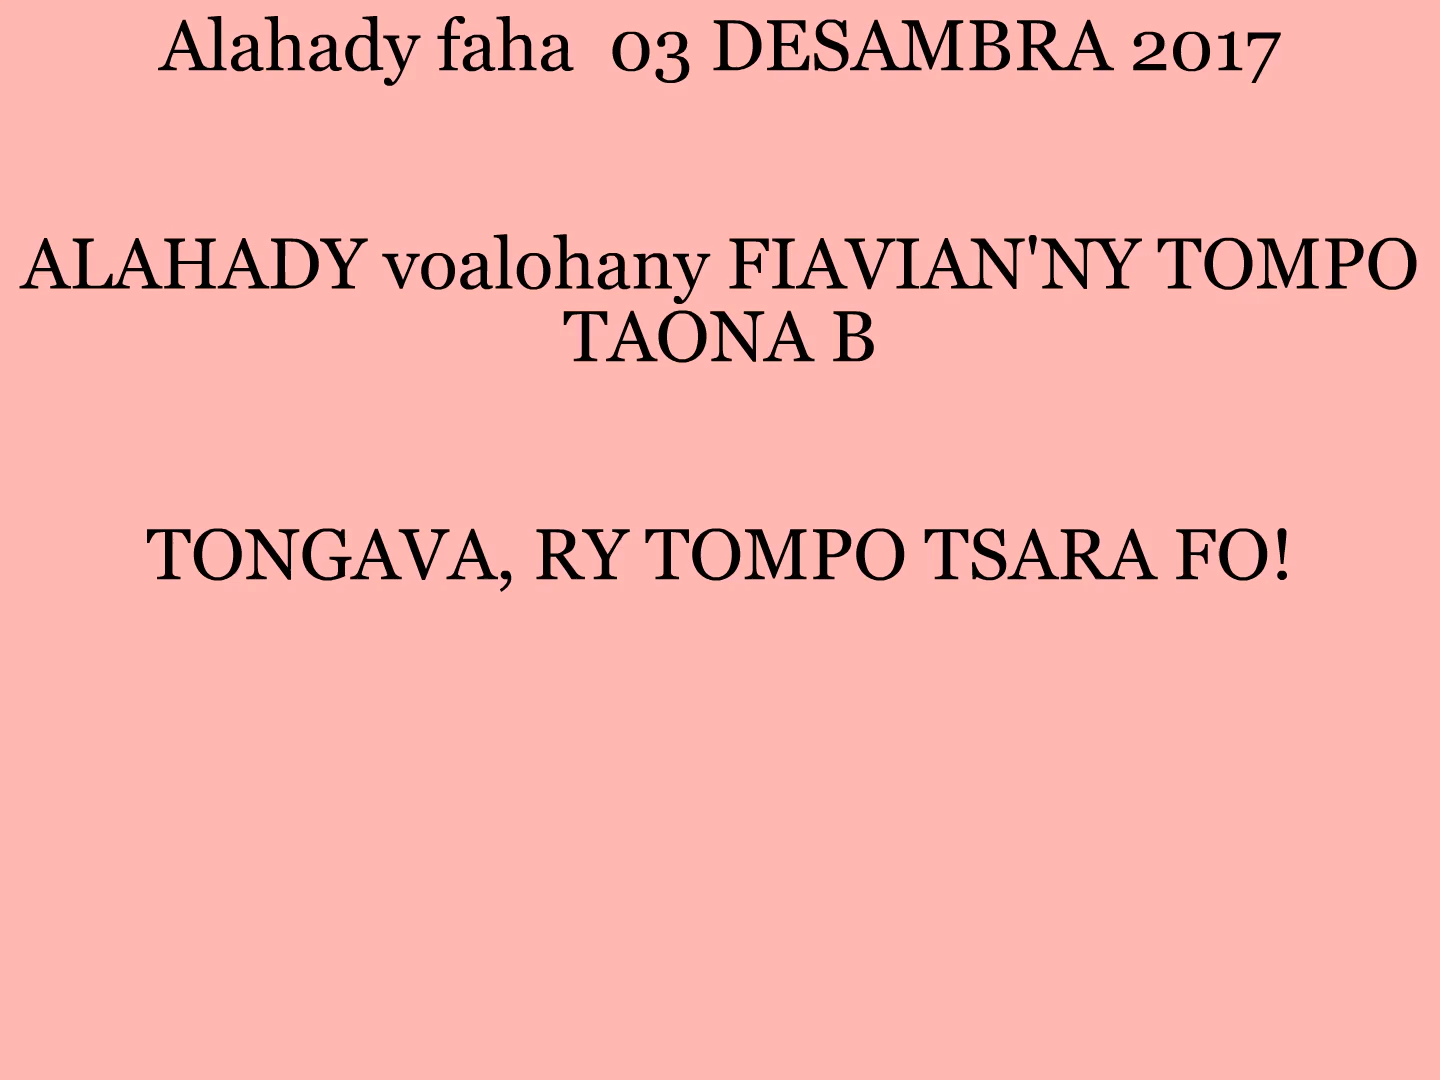 Alahady faha  03 DESAMBRA 2017
ALAHADY voalohany FIAVIAN'NY TOMPO
TAONA B
TONGAVA, RY TOMPO TSARA FO!